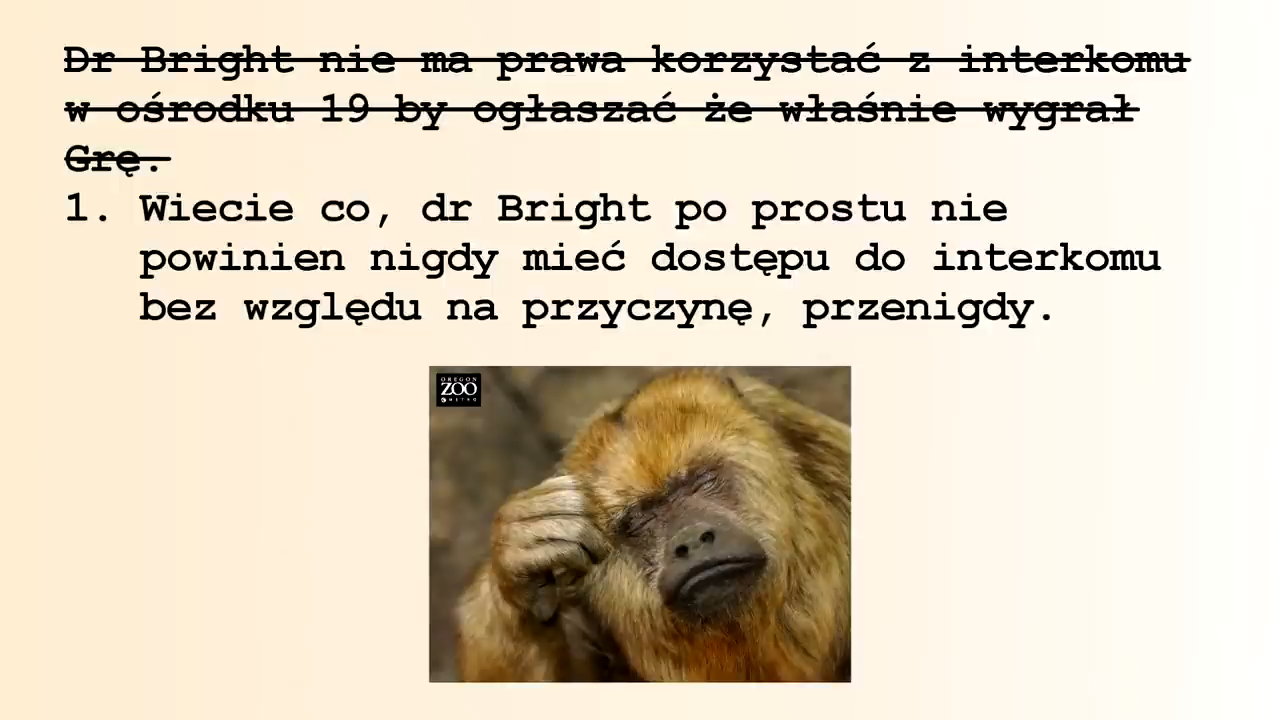 Dr Bright nie ma prawa korzystać z interkomu
w ośrodku 19 by ogłaszać że właśnie wygrał
Grę.
1. Wiecie co, dr Bright po prostu nie
powinien nigdy mieć dostępu do interkomu
bez względu na przyczynę, przenigdy.
OREGON
ZOO
METRO